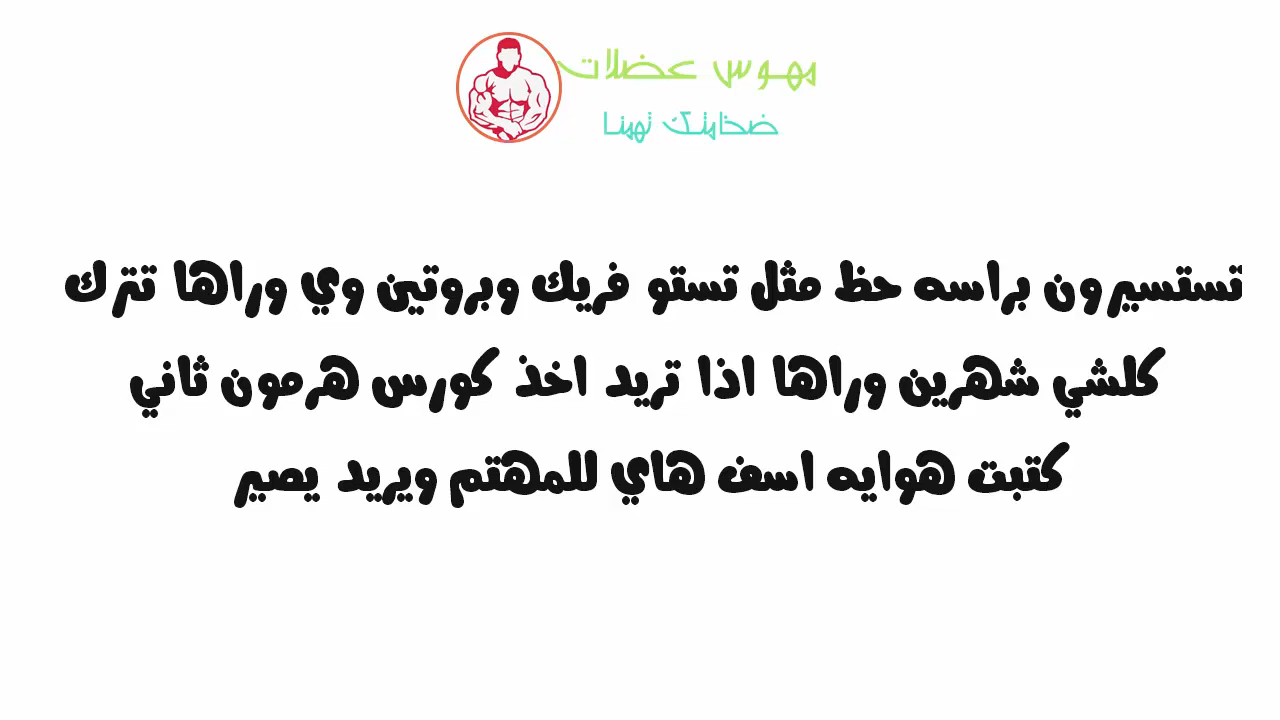 مهووس عضلات
ضخامتك تهمنا
تستسيرون براسه حظ مثل تستو فريك وبروتين وي وراها تترك
كلشي شهرين وراها اذا تريد اخذ كورس هرمون ثاني
كتبت هوايه اسف هاي للمهتم ويريد يصير